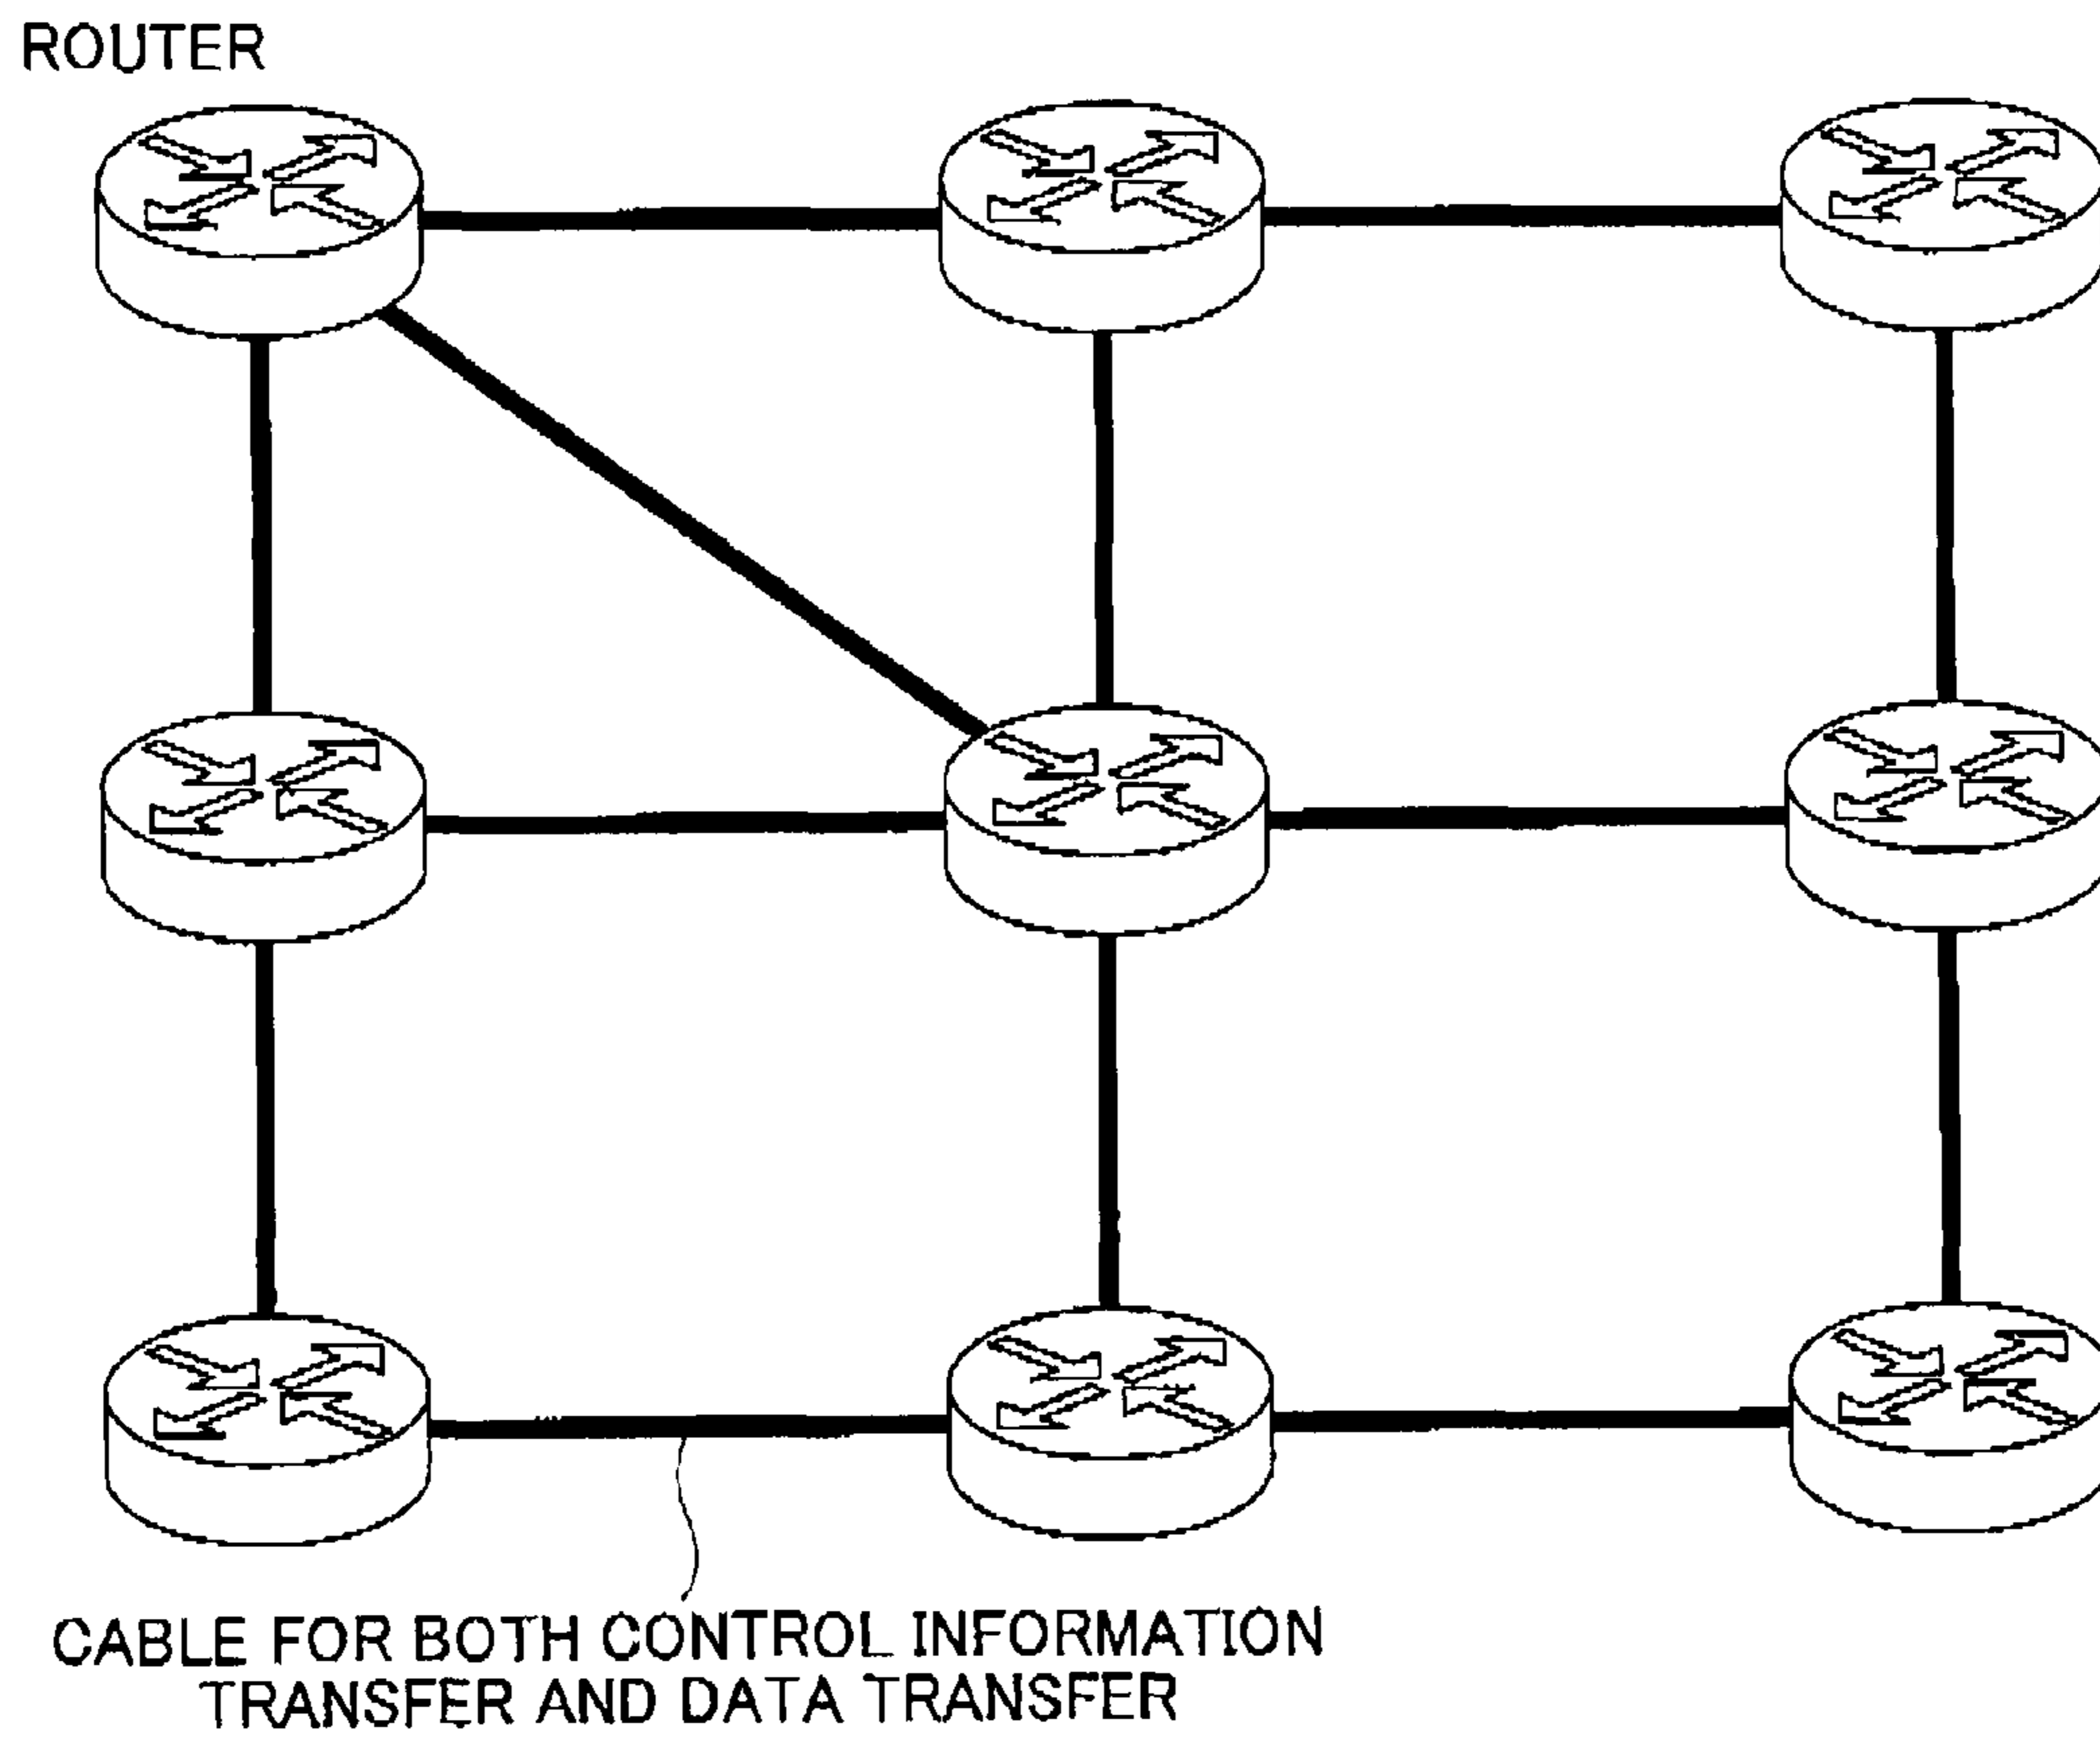 ROUTER
CABLE FOR BOTH CONTROL INFORMATION
TRANSFER AND DATA TRANSFER